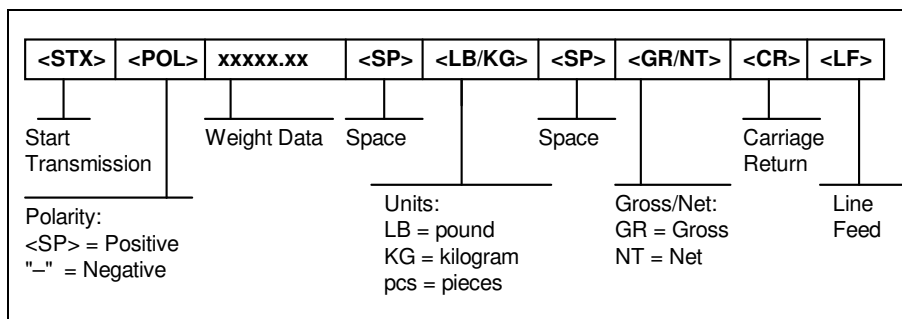 <STX> <POL> xxxxx.xx <SP> <LB/KG> <SP> <GR/NT> <CR> <LF>
Start Transmission
Weight Data
Space
Space
Carriage Return
Polarity:
<SP> = Positive
"–" = Negative
Units:
LB = pound
KG = kilogram
pcs = pieces
Gross/Net:
GR = Gross
NT = Net
Line
Feed